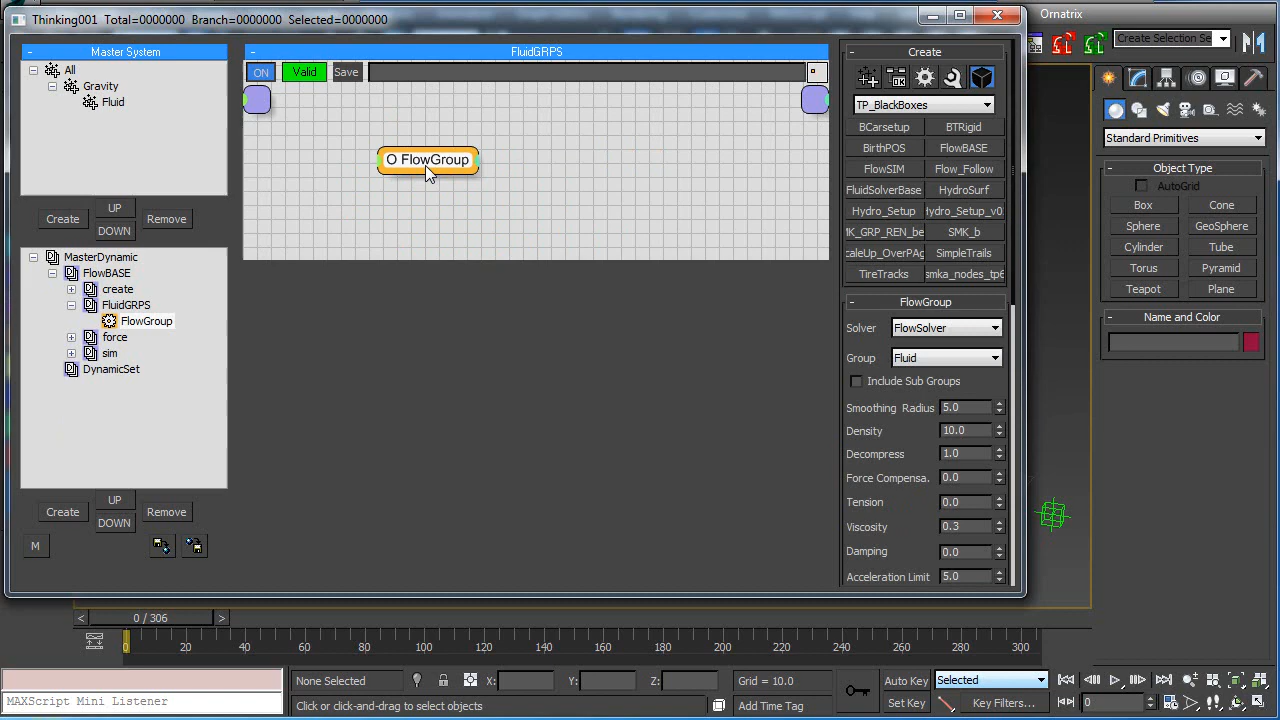 Thinking001 Total=0000000 Branch=0000000 Selected=0000000
Ornatrix
Create Selection Se
Master System
All
Gravity
Fluid
Create
UP
DOWN
Remove
MasterDynamic
FlowBASE
create
FluidGRPS
FlowGroup
force
sim
DynamicSet
Create
UP
DOWN
Remove
M
FluidGRPS
ON
Valid
Save
O FlowGroup
Create
TP_BlackBoxes
BCarsetup BTRigid
BirthPOS FlowBASE
FlowSIM Flow_Follow
FluidSolverBase HydroSurf
Hydro_Setup Hydro_Setup_v0
MK_GRP_REN_be SMK_b
caleUp_OverPAg SimpleTrails
TireTracks smka_nodes_tp6
FlowGroup
Solver FlowSolver
Group Fluid
Include Sub Groups
Smoothing Radius 5.0
Density 10.0
Decompress 1.0
Force Compensa. 0.0
Tension 0.0
Viscosity 0.3
Damping 0.0
Acceleration Limit 5.0
Standard Primitives
Object Type
AutoGrid
Box Cone
Sphere GeoSphere
Cylinder Tube
Torus Pyramid
Teapot Plane
Name and Color
< 0 / 306 >
0 20 40 60 80 100 120 140 160 180 200 220 240 260 280 300
None Selected X: Y: Z: Grid = 10.0 Auto Key Selected
MAXScript Mini Listener Click or click-and-drag to select objects Add Time Tag Set Key Key Filters... 0